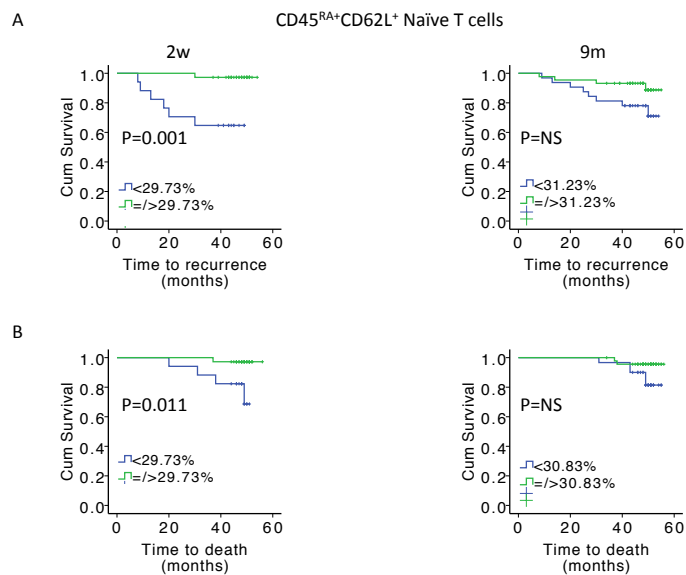 A
CD45RA+CD62L+ Naïve T cells
2w
1.0
0.8
0.6
0.4
0.2
0.0
Cum Survival
P=0.001
<29.73%
=/>29.73%
0 20 40 60
Time to recurrence
(months)
9m
1.0
0.8
0.6
0.4
0.2
0.0
Cum Survival
P=NS
<31.23%
=/>31.23%
0 20 40 60
Time to recurrence
(months)
B
1.0
0.8
0.6
0.4
0.2
0.0
Cum Survival
P=0.011
<29.73%
=/>29.73%
0 20 40 60
Time to death
(months)
1.0
0.8
0.6
0.4
0.2
0.0
Cum Survival
P=NS
<30.83%
=/>30.83%
0 20 40 60
Time to death
(months)